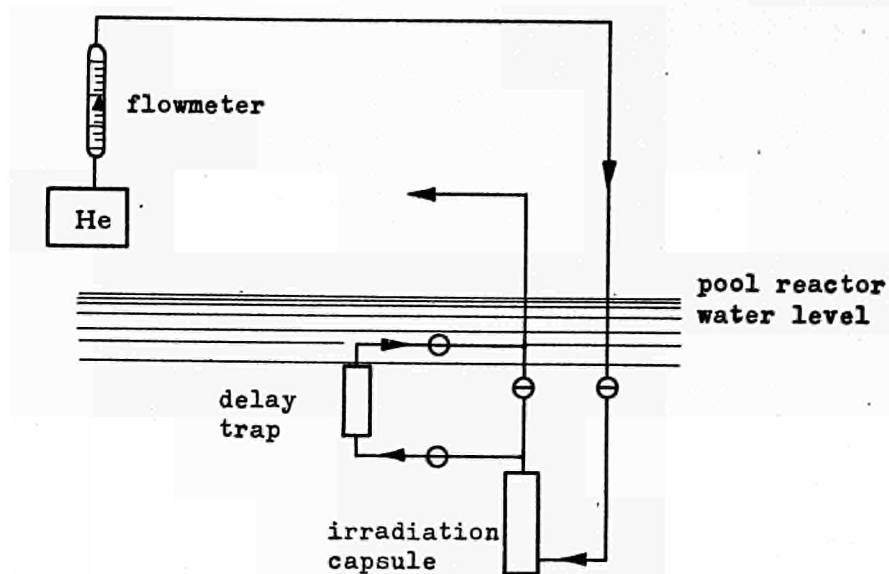 flowmeter
He
pool reactor
water level
delay
trap
irradiation
capsule